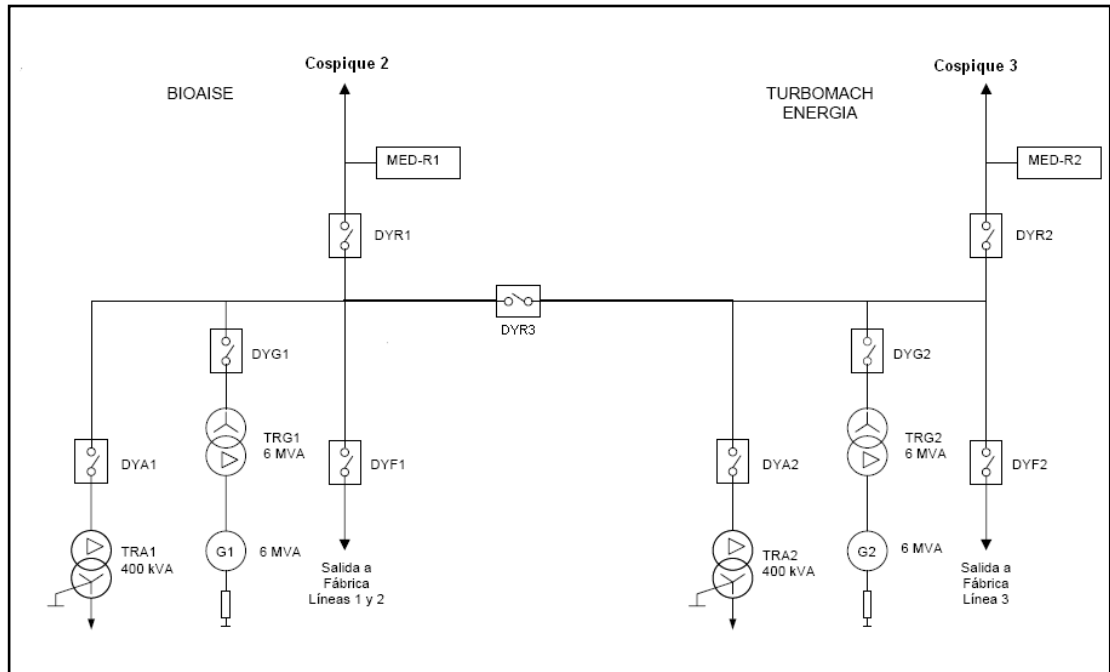 Cospique 2
Cospique 3
BIOAISE
TURBOMACH
ENERGIA
MED-R1
MED-R2
DYR1
DYR2
DYR3
DYG1
DYG2
TRG1
6 MVA
TRG2
6 MVA
DYA1
DYF1
DYA2
DYF2
TRA1
400 kVA
G1
6 MVA
TRA2
400 kVA
G2
6 MVA
Salida a
Fábrica
Líneas 1 y 2
Salida a
Fábrica
Línea 3